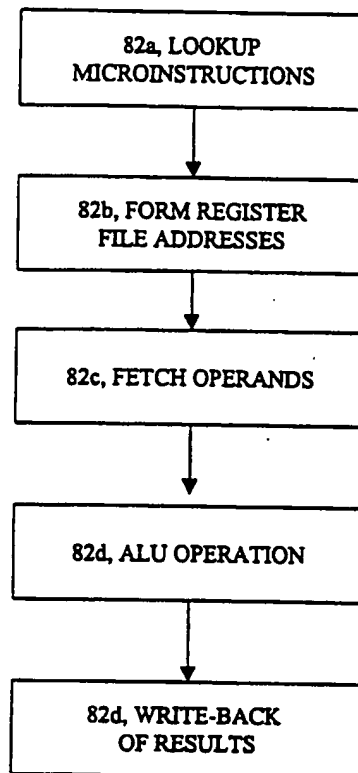 82a, LOOKUP
MICROINSTRUCTIONS
82b, FORM REGISTER
FILE ADDRESSES
82c, FETCH OPERANDS
82d, ALU OPERATION
82d, WRITE-BACK
OF RESULTS